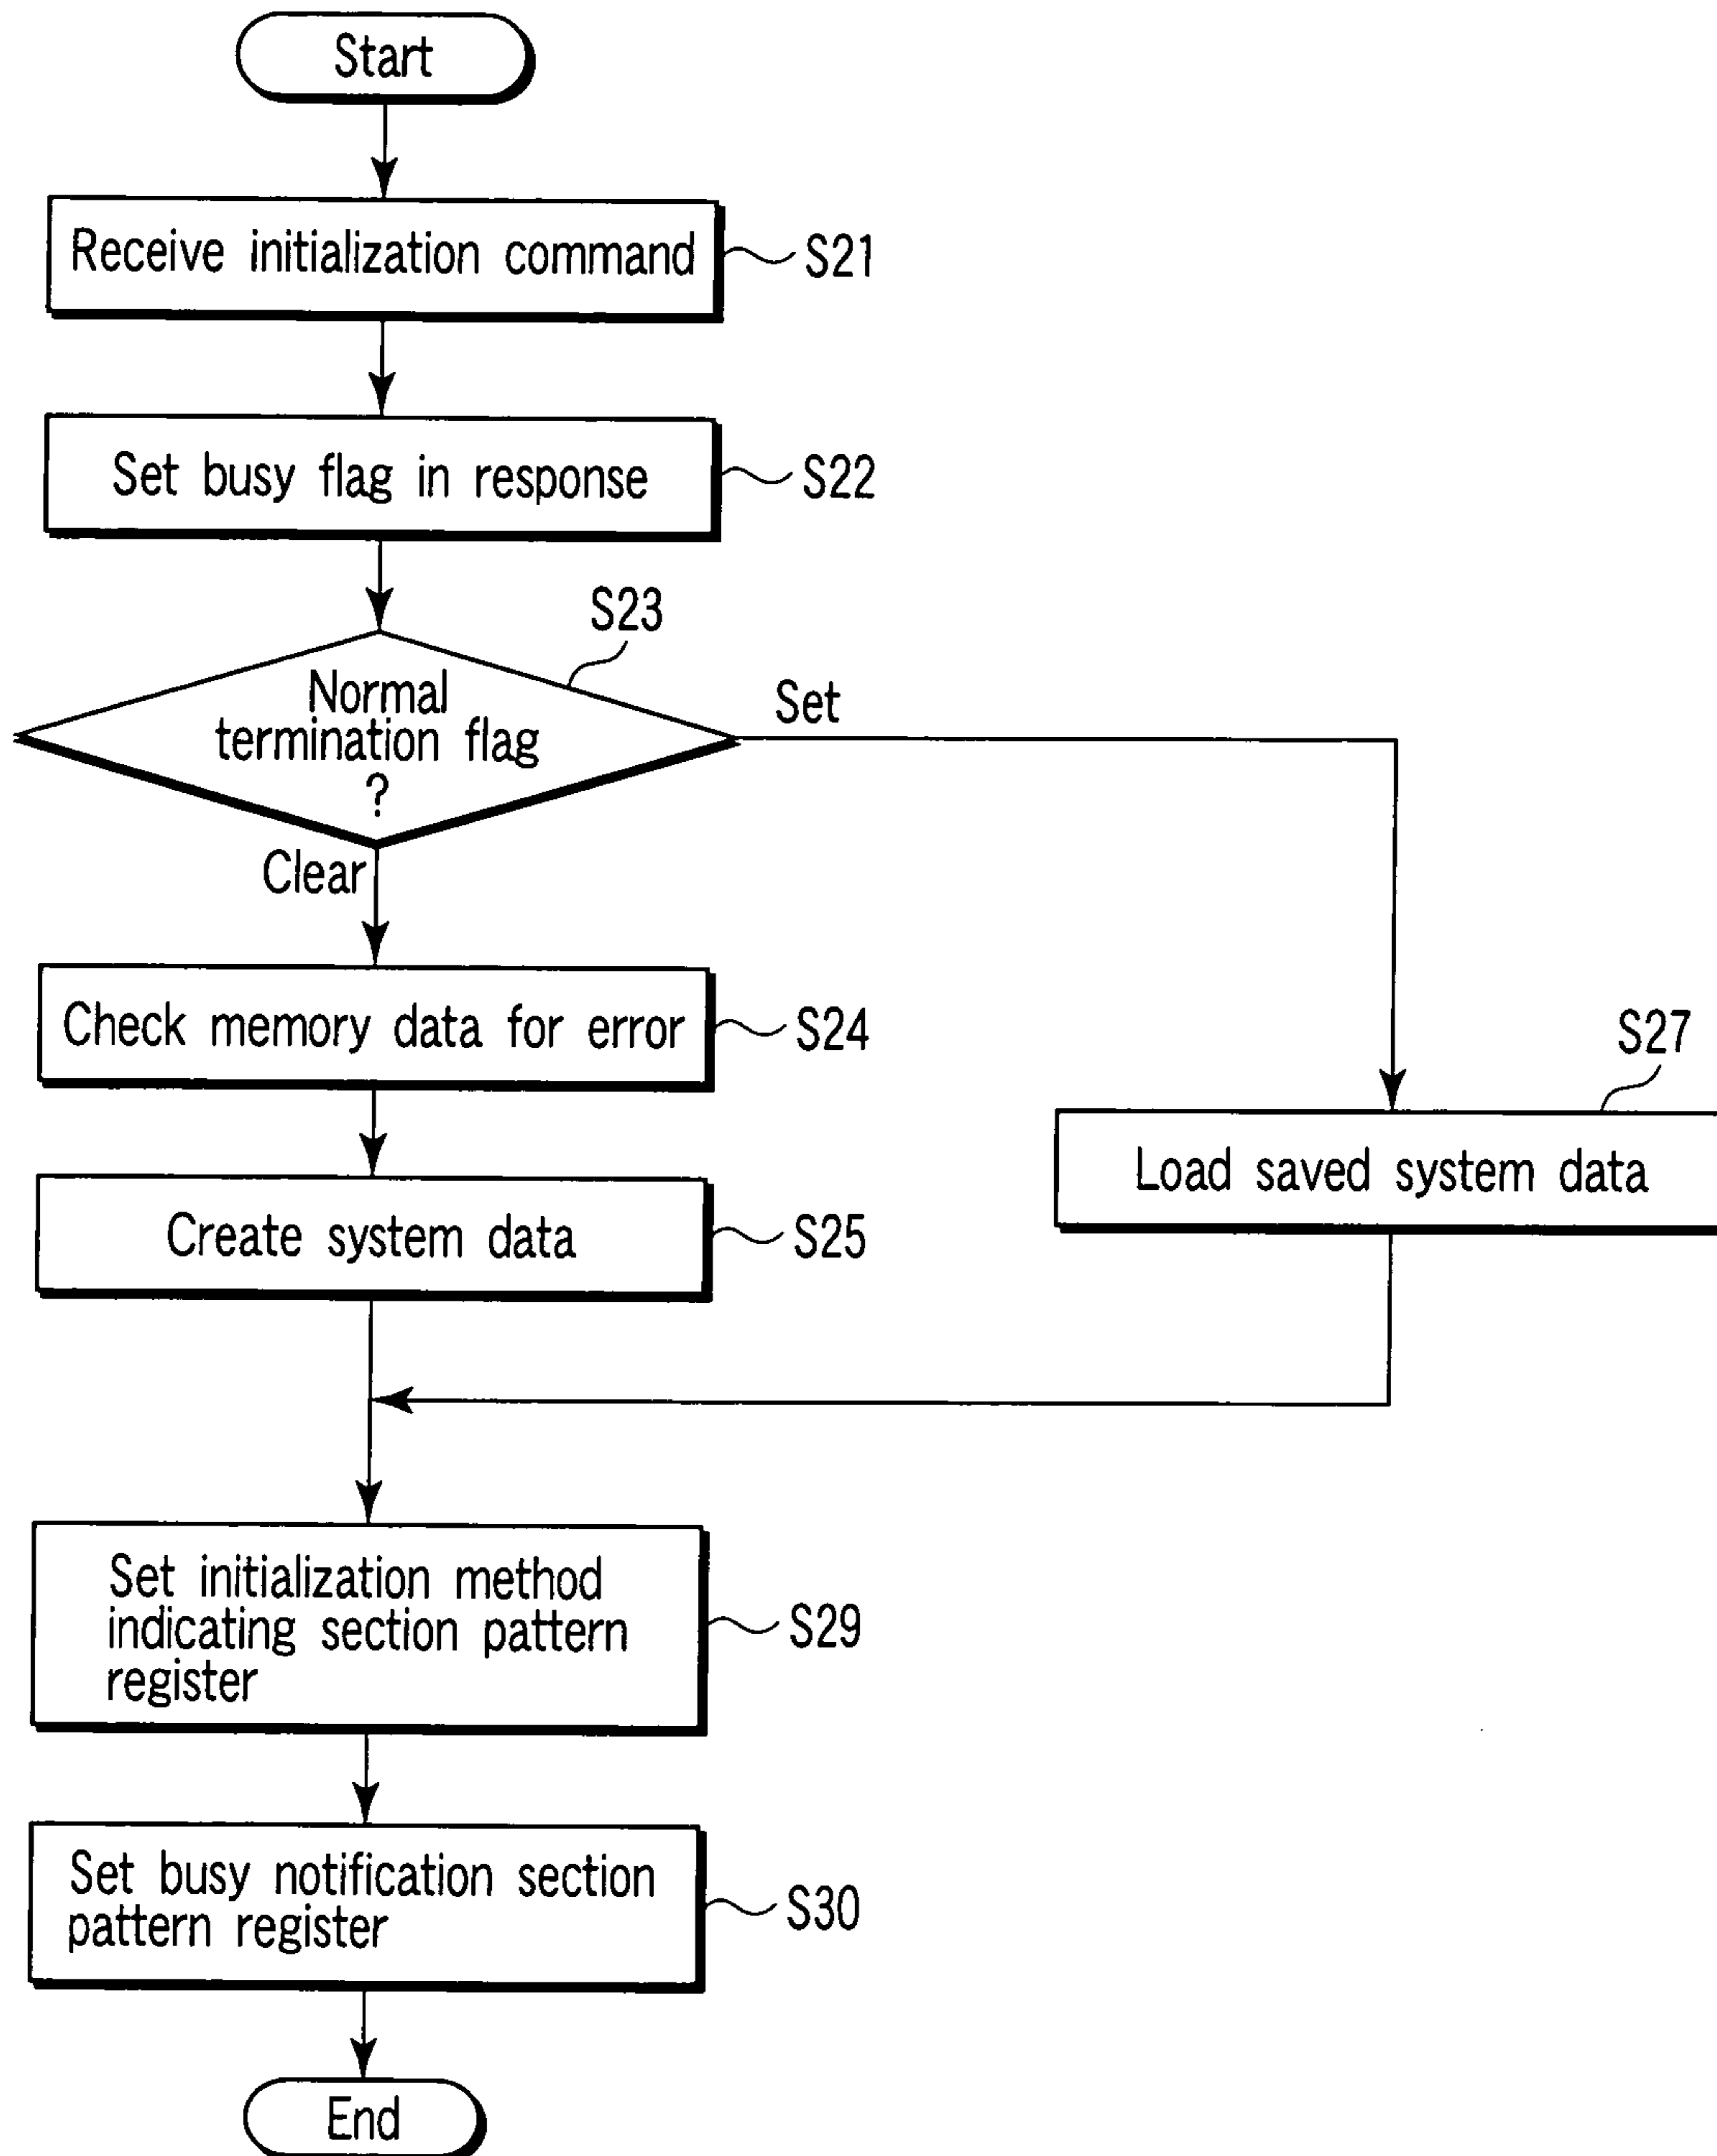 Start
Receive initialization command
S21
Set busy flag in response
S22
S23
Normal
termination flag
?
Set
Clear
Check memory data for error
S24
S27
Load saved system data
Create system data
S25
Set initialization method
indicating section pattern
register
S29
Set busy notification section
pattern register
S30
End